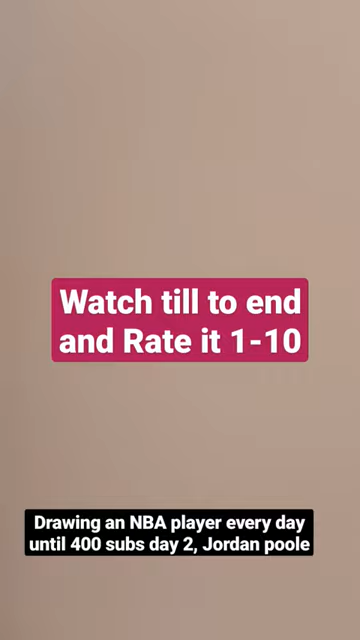 Watch till to end
and Rate it 1-10
Drawing an NBA player every day
until 400 subs day 2, Jordan poole